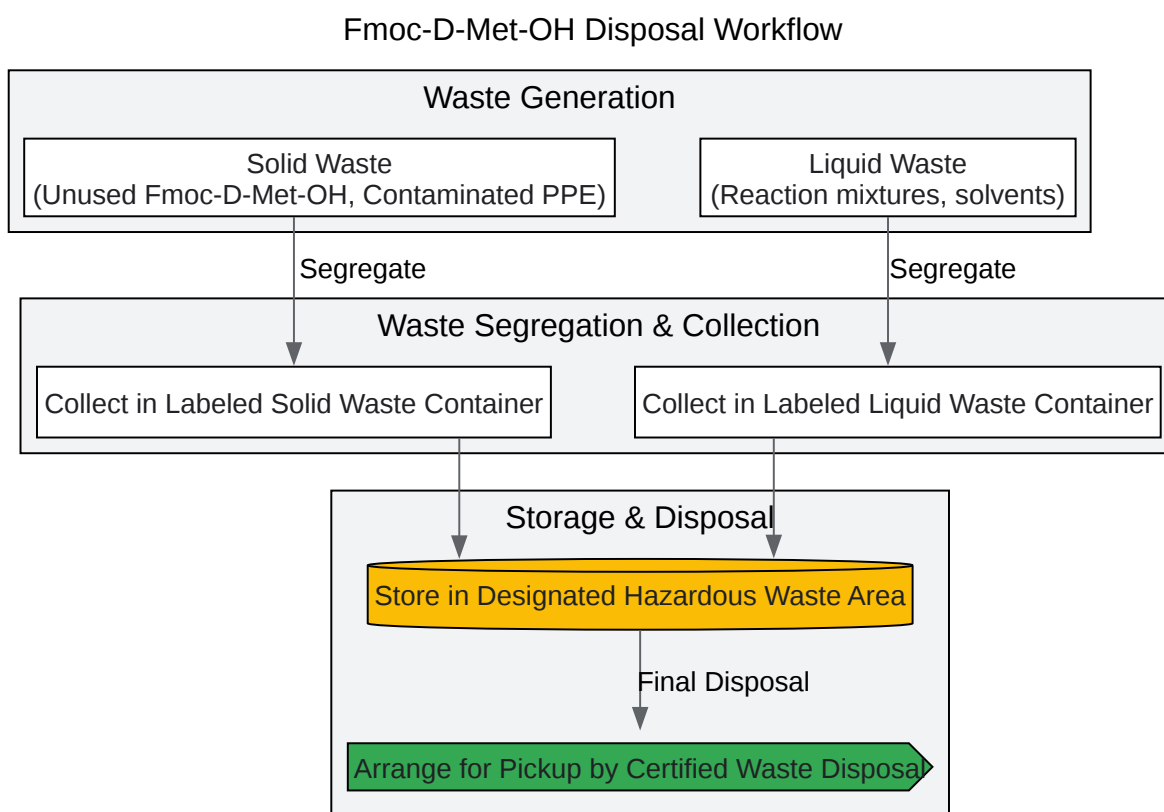 Fmoc-D-Met-OH Disposal Workflow
Waste Generation
Solid Waste
(Unused Fmoc-D-Met-OH, Contaminated PPE)
Liquid Waste
(Reaction mixtures, solvents)
Segregate
Segregate
Waste Segregation & Collection
Collect in Labeled Solid Waste Container
Collect in Labeled Liquid Waste Container
Storage & Disposal
Store in Designated Hazardous Waste Area
Final Disposal
Arrange for Pickup by Certified Waste Disposal